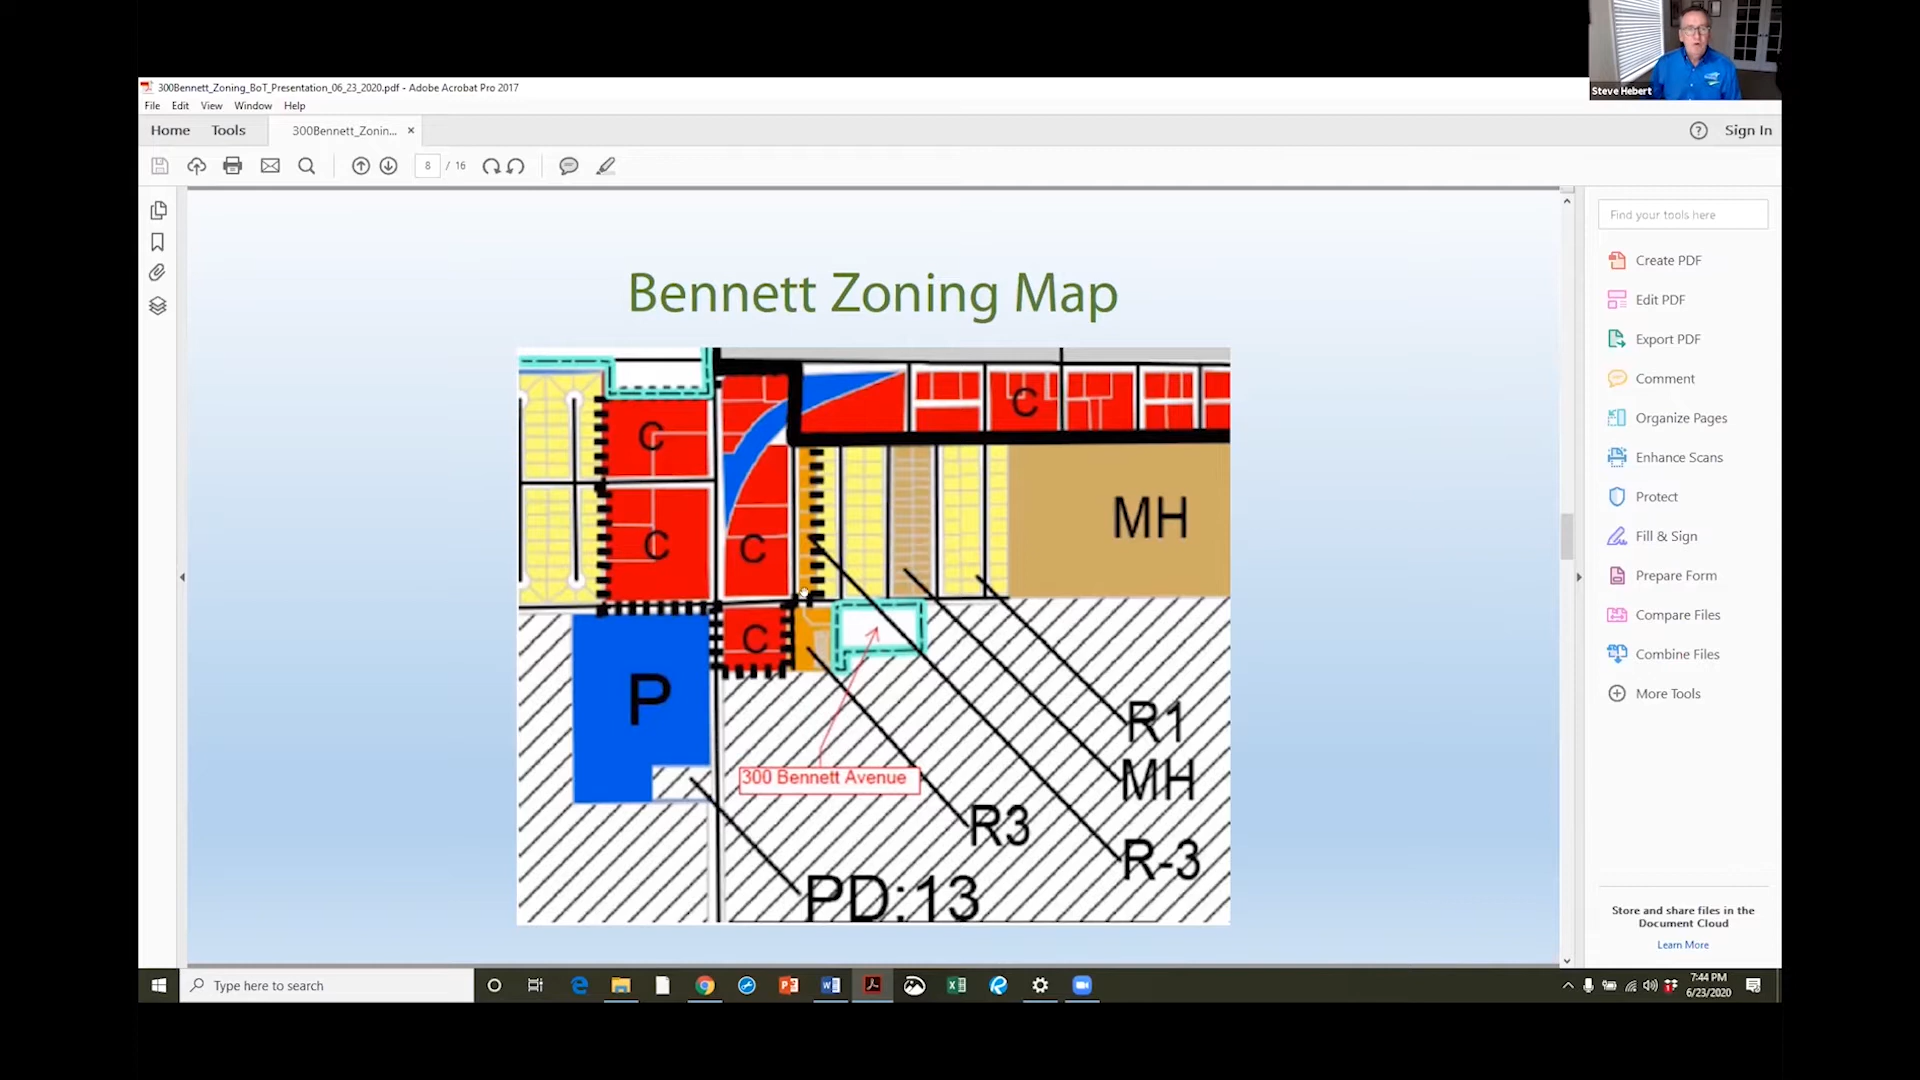 Steve Hebert
300Bennett_Zoning_BoT_Presentation_06_23_2020.pdf - Adobe Acrobat Pro 2017
File Edit View Window Help
Home Tools 300Bennett_Zonin... × Sign In
8 / 16
Find your tools here
Create PDF
Edit PDF
Export PDF
Comment
Organize Pages
Enhance Scans
Protect
Fill & Sign
Prepare Form
Compare Files
Combine Files
More Tools
Store and share files in the
Document Cloud
Learn More
Bennett Zoning Map
C
C
C
C
MH
C
P
R1
MH
300 Bennett Avenue
R3
R-3
PD:13
Type here to search
7:44 PM
6/23/2020